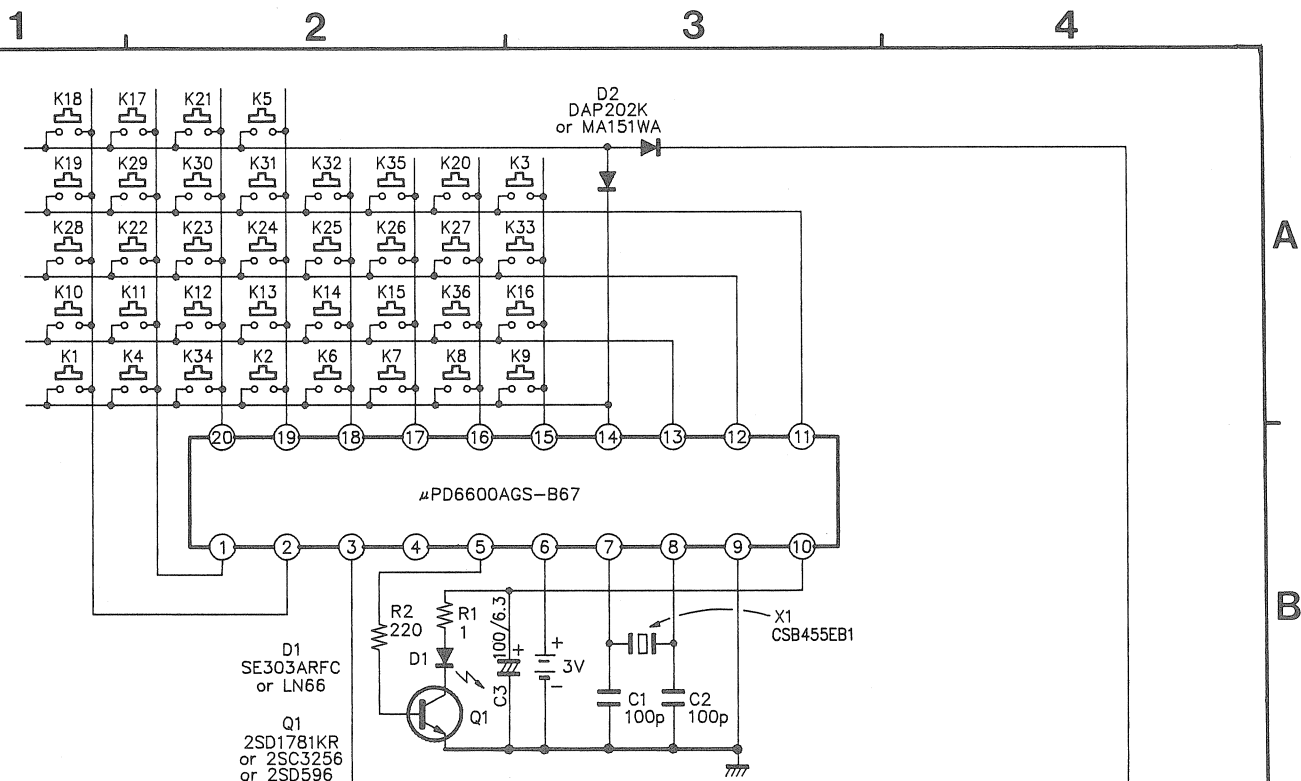 1 2 3 4
K18 K17 K21 K5
D2
DAP202K
or MA151WA
K19 K29 K30 K31 K32 K35 K20 K3
K28 K22 K23 K24 K25 K26 K27 K33
A
K10 K11 K12 K13 K14 K15 K36 K16
K1 K4 K34 K2 K6 K7 K8 K9
20 19 18 17 16 15 14 13 12 11
μPD6600AGS-B67
1 2 3 4 5 6 7 8 9 10
B
R2
220
R1
1
100/6.3
+
C3
D1
+
3V
-
X1
CSB455EB1
D1
SE303ARFC
or LN66
Q1
C1
100p
C2
100p
Q1
2SD1781KR
or 2SC3256
or 2SD596